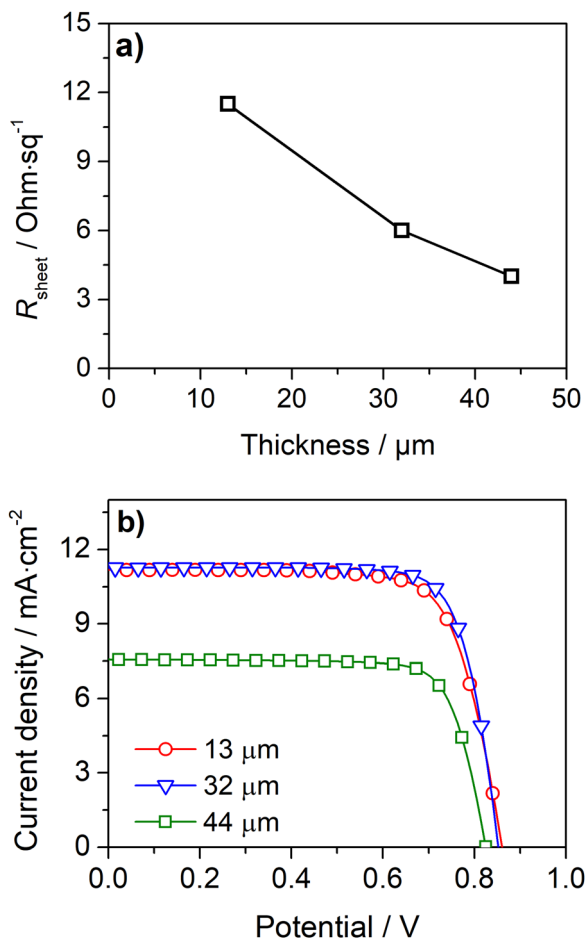 a)
15
12
9
6
3
0
R_sheet / Ohm·sq⁻¹
0 10 20 30 40 50
Thickness / µm
b)
12
9
6
3
0
Current density / mA·cm⁻²
13 µm
32 µm
44 µm
0.0 0.2 0.4 0.6 0.8 1.0
Potential / V